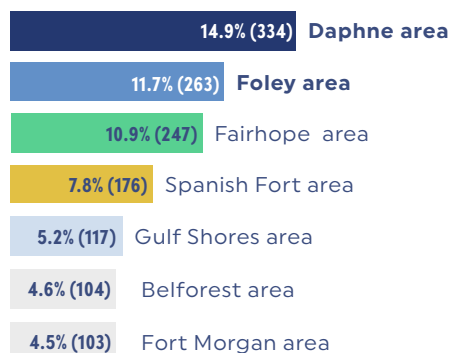 14.9% (334) Daphne area
11.7% (263) Foley area
10.9% (247) Fairhope area
7.8% (176) Spanish Fort area
5.2% (117) Gulf Shores area
4.6% (104) Belforest area
4.5% (103) Fort Morgan area